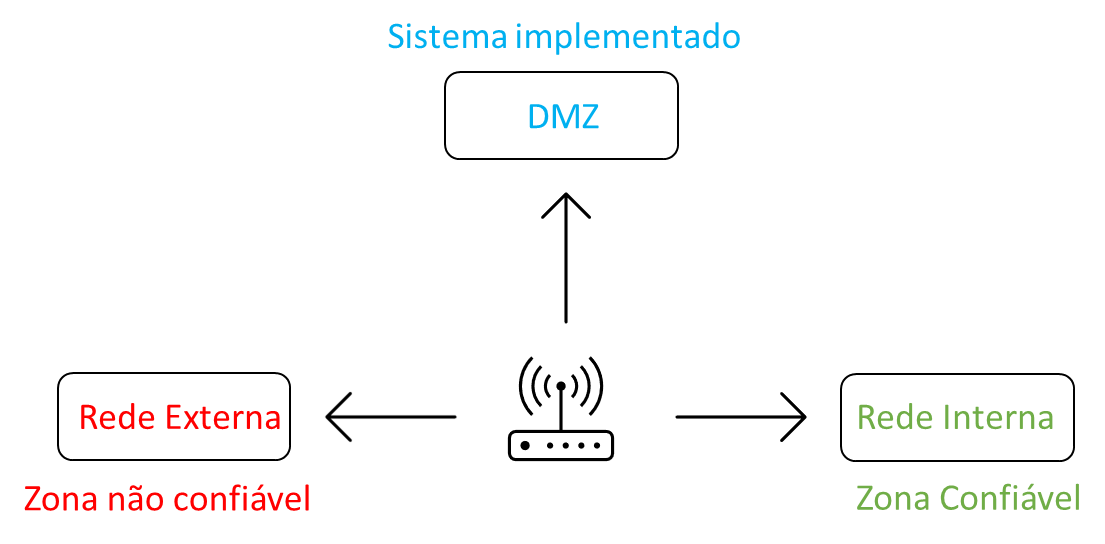 Sistema implementado
DMZ
Rede Externa
Rede Interna
Zona não confiável
Zona Confiável